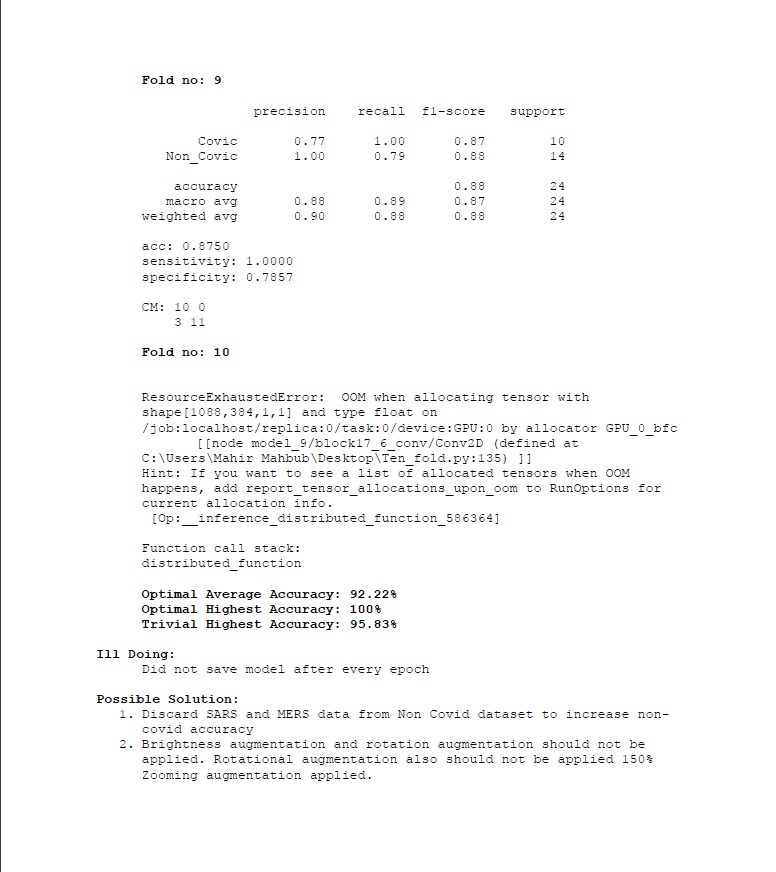 Fold no: 9
precision recall f1-score support
Covic 0.77 1.00 0.87 10
Non_Covic 1.00 0.79 0.88 14
accuracy 0.88 24
macro avg 0.88 0.89 0.87 24
weighted avg 0.90 0.88 0.88 24
acc: 0.8750
sensitivity: 1.0000
specificity: 0.7857
CM: 10 0
3 11
Fold no: 10
ResourceExhaustedError: OOM when allocating tensor with
shape[1088,384,1,1] and type float on
/job:localhost/replica:0/task:0/device:GPU:0 by allocator GPU_0_bfc
[[node model_9/block17_6_conv/Conv2D (defined at
C:\Users\Mahir Mahbub\Desktop\Ten_fold.py:135) ]]
Hint: If you want to see a list of allocated tensors when OOM
happens, add report_tensor_allocations_upon_oom to RunOptions for
current allocation info.
[Op:__inference_distributed_function_586364]
Function call stack:
distributed_function
Optimal Average Accuracy: 92.22%
Optimal Highest Accuracy: 100%
Trivial Highest Accuracy: 95.83%
Ill Doing:
Did not save model after every epoch
Possible Solution:
1. Discard SARS and MERS data from Non Covid dataset to increase non-
covid accuracy
2. Brightness augmentation and rotation augmentation should not be
applied. Rotational augmentation also should not be applied 150%
Zooming augmentation applied.